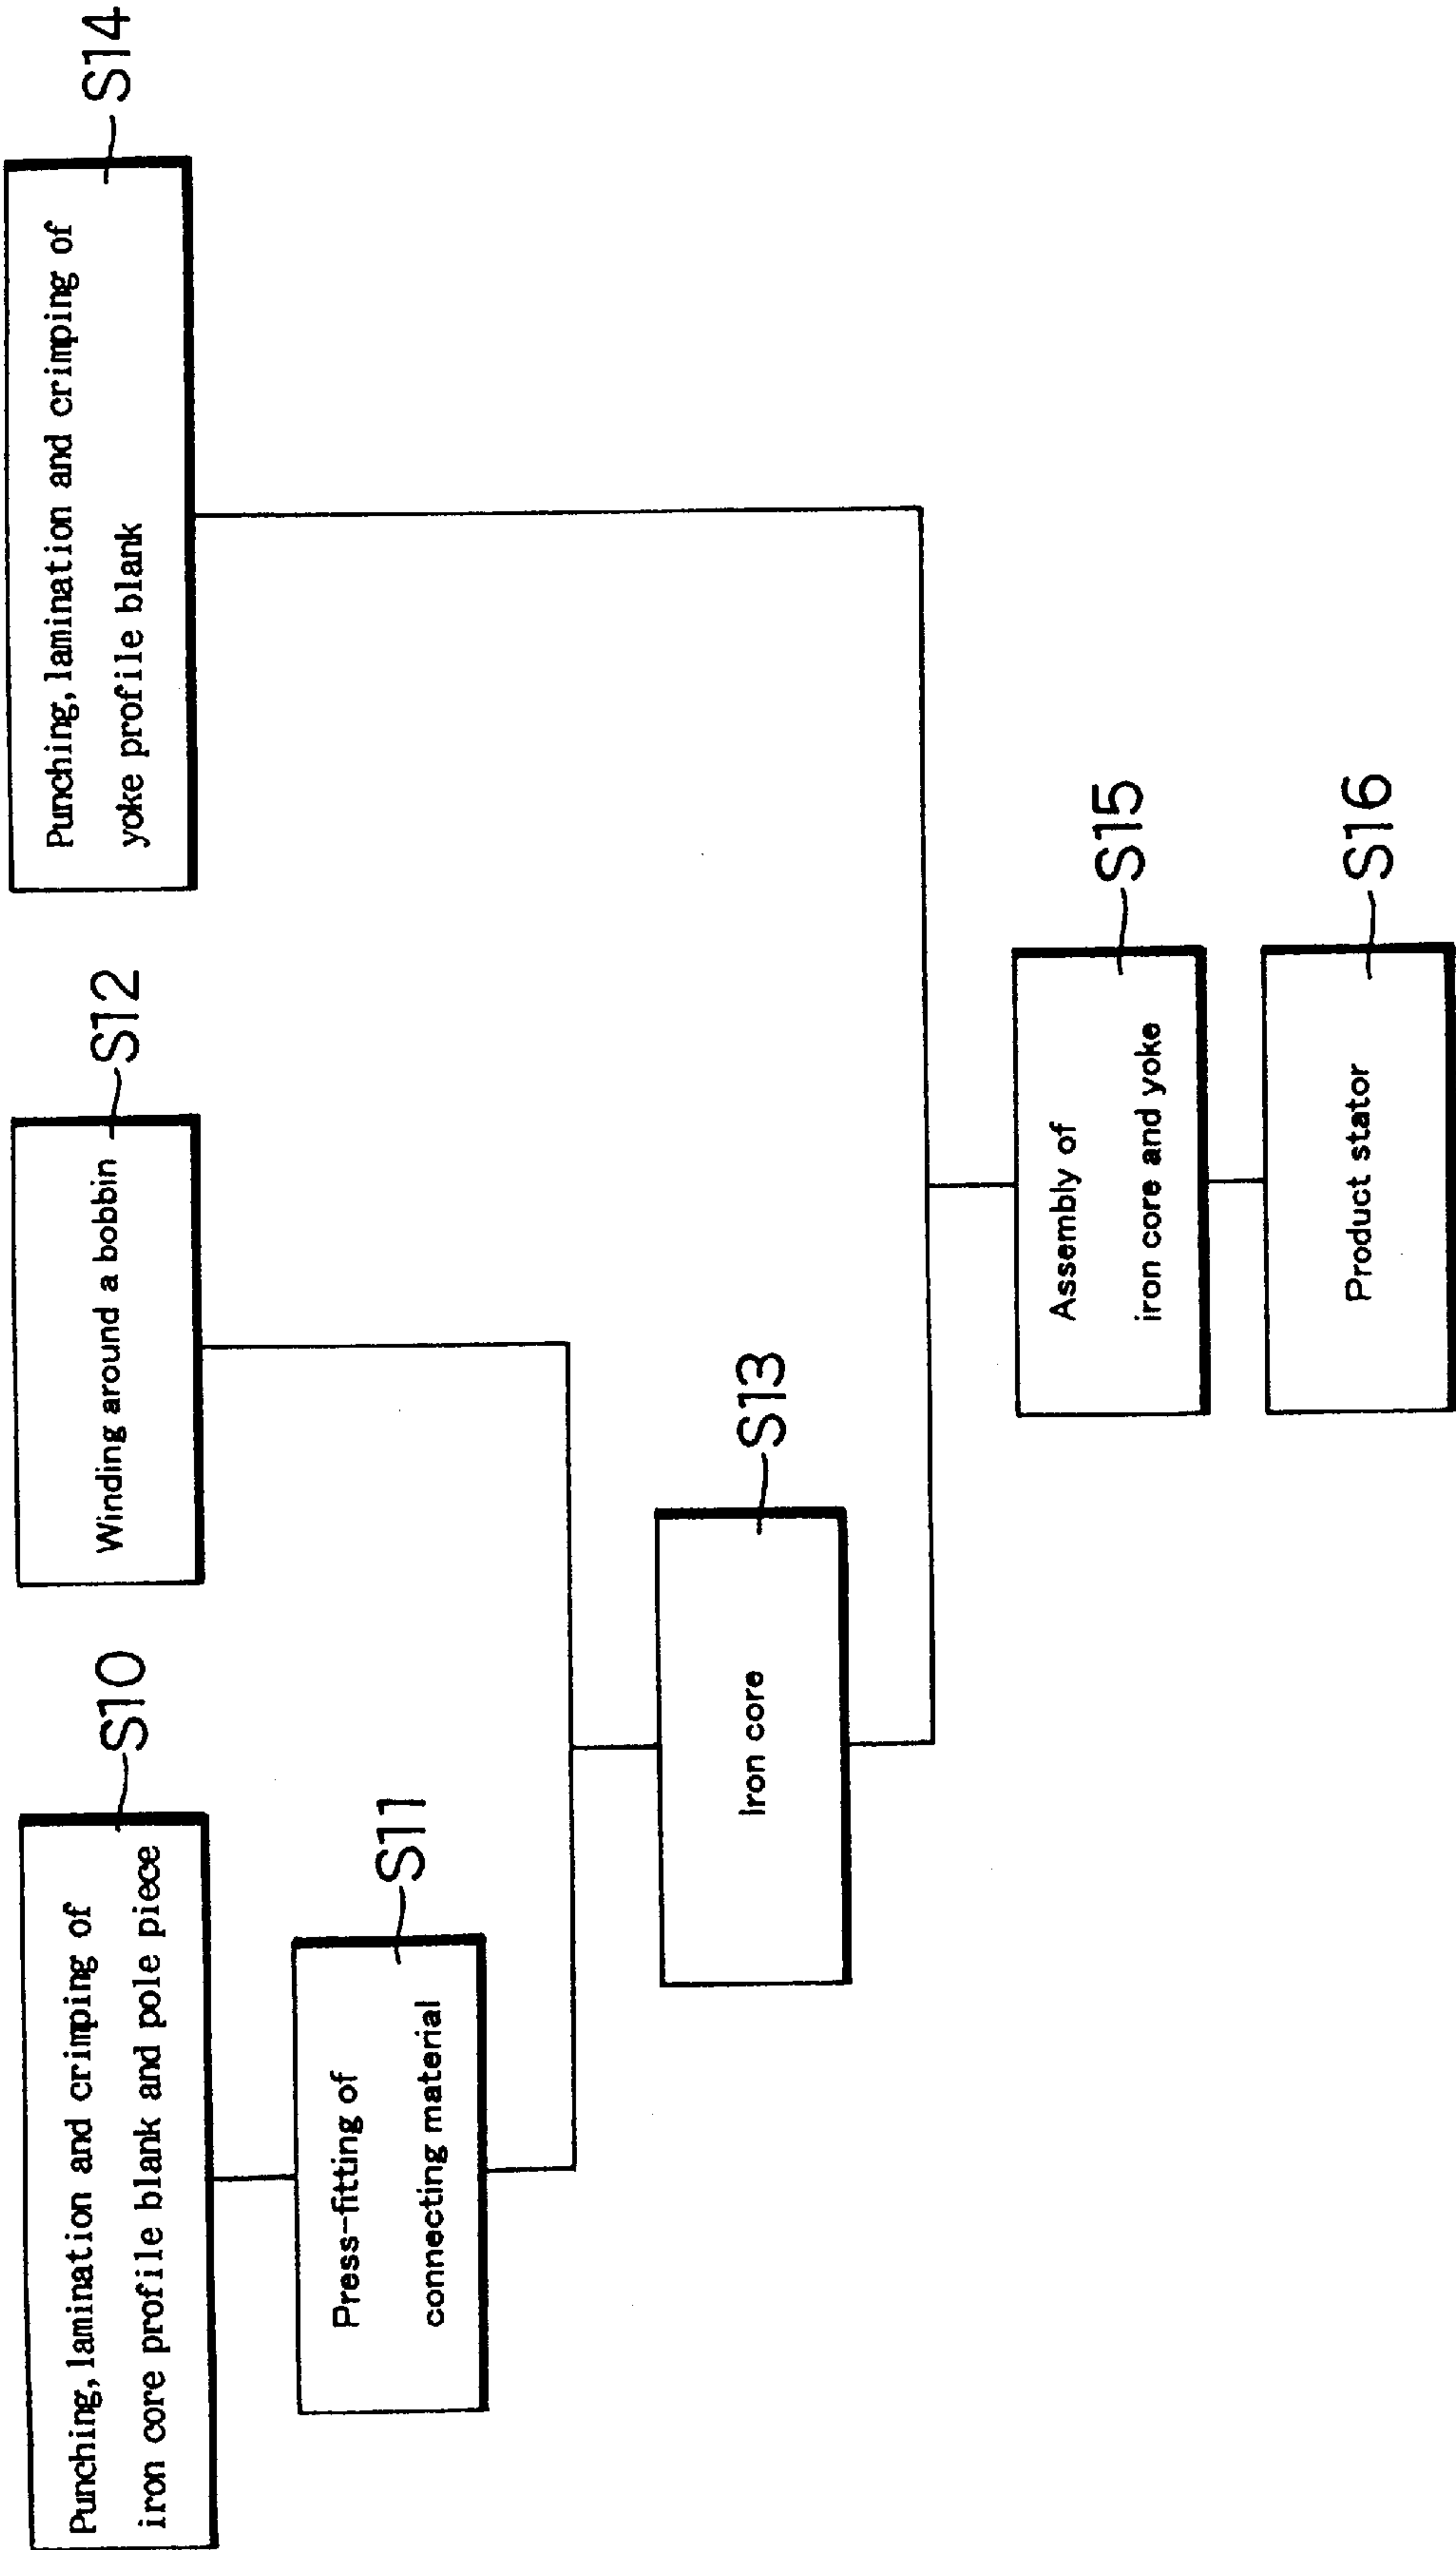 Punching, lamination and crimping of
iron core profile blank and pole piece
S10
Winding around a bobbin
S12
Punching, lamination and crimping of
yoke profile blank
S14
Press-fitting of
connecting material
S11
Iron core
S13
Assembly of
iron core and yoke
S15
Product stator
S16